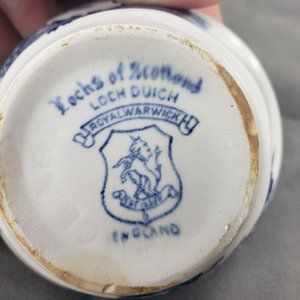 Lochs of Scotland
LOCH DUICH
ROYAL WARWICK
ENGLAND